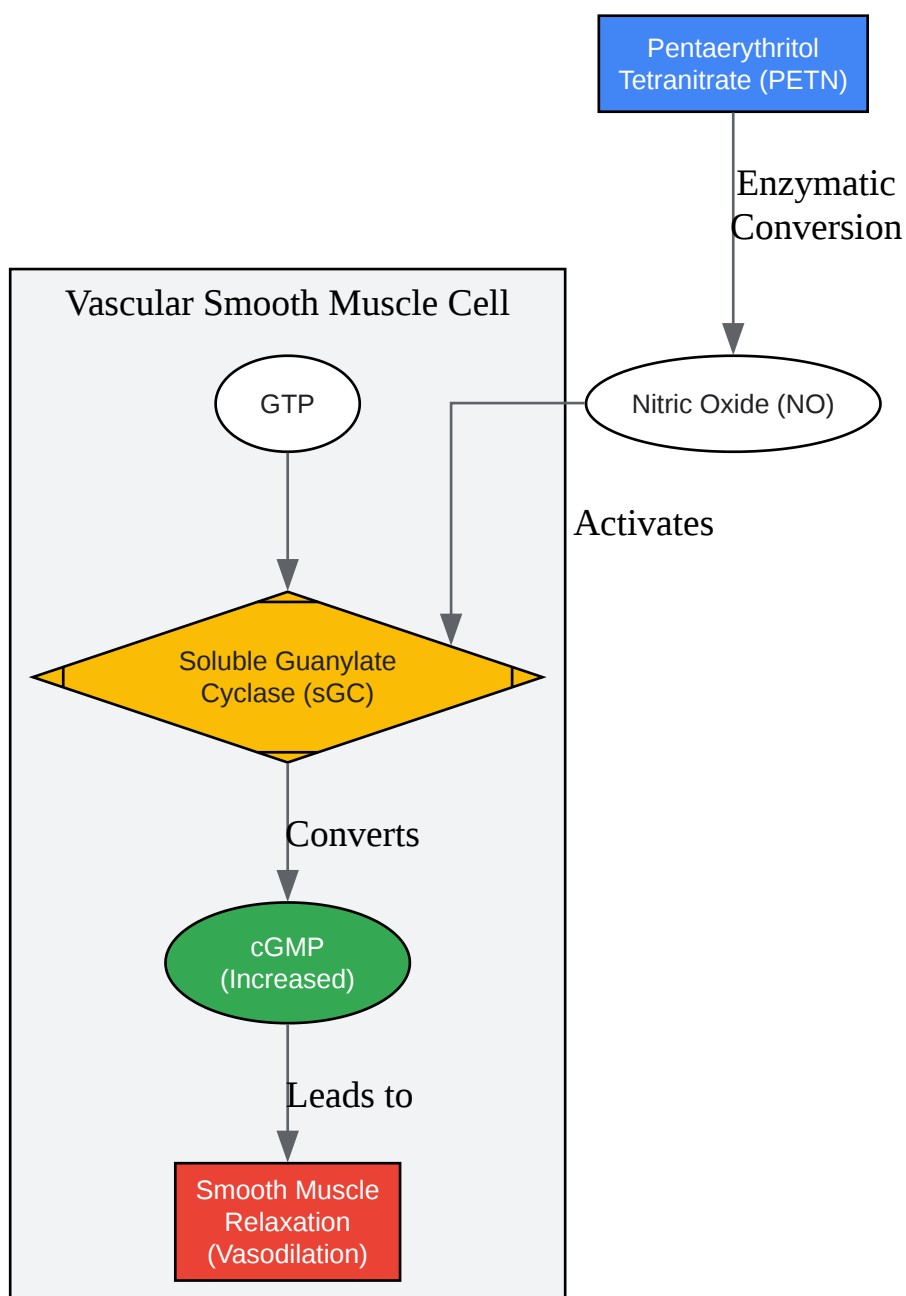 Pentaerythritol
Tetranitrate (PETN)
Enzymatic
Conversion
Vascular Smooth Muscle Cell
GTP
Nitric Oxide (NO)
Activates
Soluble Guanylate
Cyclase (sGC)
Converts
cGMP
(Increased)
Leads to
Smooth Muscle
Relaxation
(Vasodilation)